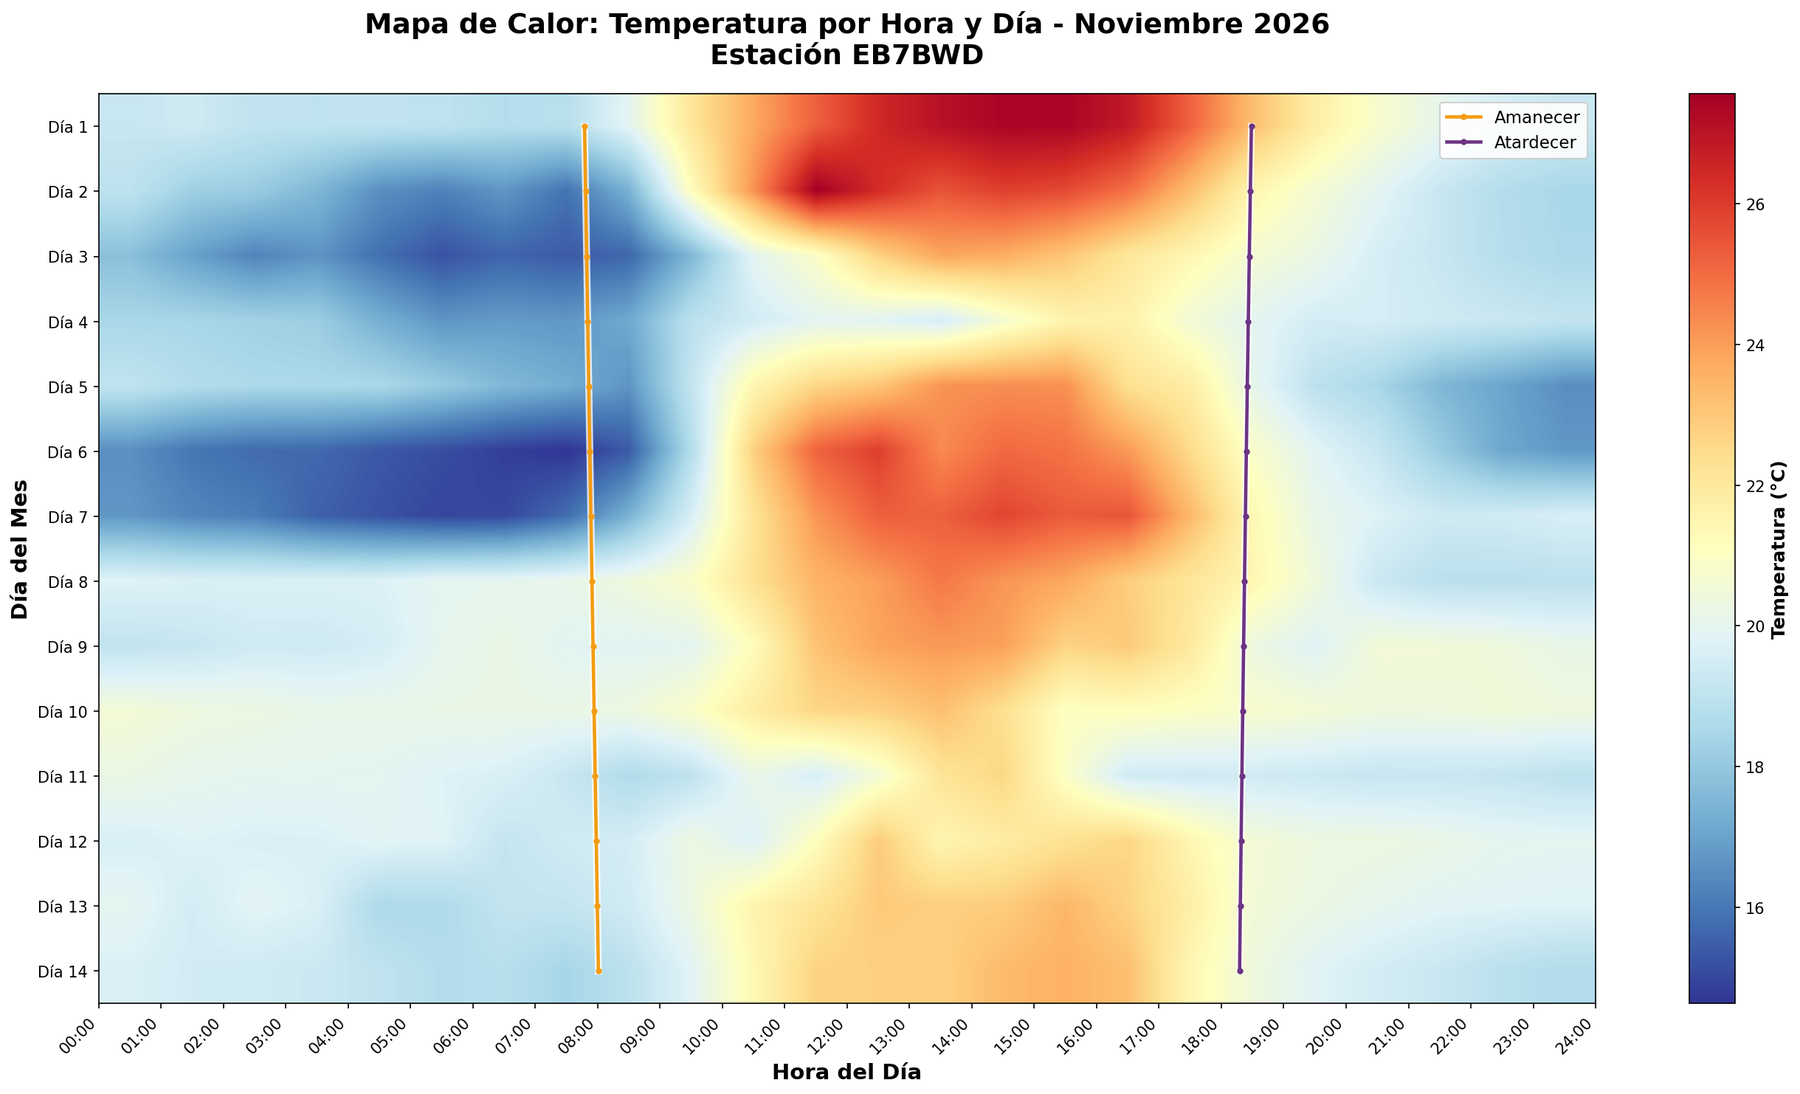 Mapa de Calor: Temperatura por Hora y Día - Noviembre 2026
Estación EB7BWD
Amanecer
Atardecer
Día del Mes
Día 1
Día 2
Día 3
Día 4
Día 5
Día 6
Día 7
Día 8
Día 9
Día 10
Día 11
Día 12
Día 13
Día 14
00:00
01:00
02:00
03:00
04:00
05:00
06:00
07:00
08:00
09:00
10:00
11:00
12:00
13:00
14:00
15:00
16:00
17:00
18:00
19:00
20:00
21:00
22:00
23:00
24:00
Hora del Día
26
24
22
20
18
16
Temperatura (°C)